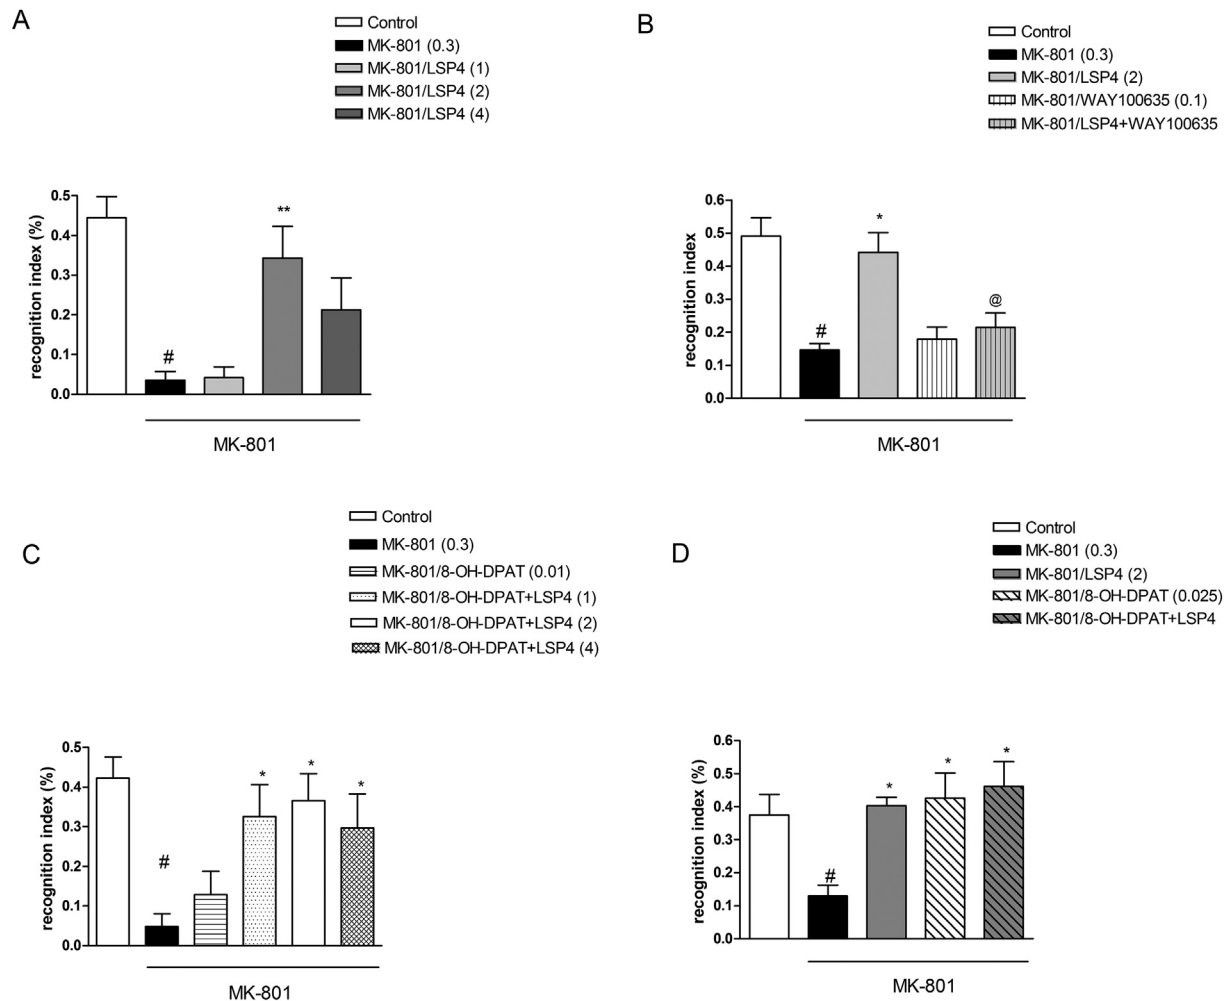 A
Control
MK-801 (0.3)
MK-801/LSP4 (1)
MK-801/LSP4 (2)
MK-801/LSP4 (4)
recognition index (%)
0.5
0.4
0.3
0.2
0.1
0.0
#
**
MK-801
B
Control
MK-801 (0.3)
MK-801/LSP4 (2)
MK-801/WAY100635 (0.1)
MK-801/LSP4+WAY100635
recognition index
0.6
0.5
0.4
0.3
0.2
0.1
0.0
#
*
@
MK-801
C
Control
MK-801 (0.3)
MK-801/8-OH-DPAT (0.01)
MK-801/8-OH-DPAT+LSP4 (1)
MK-801/8-OH-DPAT+LSP4 (2)
MK-801/8-OH-DPAT+LSP4 (4)
recognition index (%)
0.5
0.4
0.3
0.2
0.1
0.0
#
*
*
*
MK-801
D
Control
MK-801 (0.3)
MK-801/LSP4 (2)
MK-801/8-OH-DPAT (0.025)
MK-801/8-OH-DPAT+LSP4
recognition index (%)
0.6
0.5
0.4
0.3
0.2
0.1
0.0
#
*
*
*
MK-801